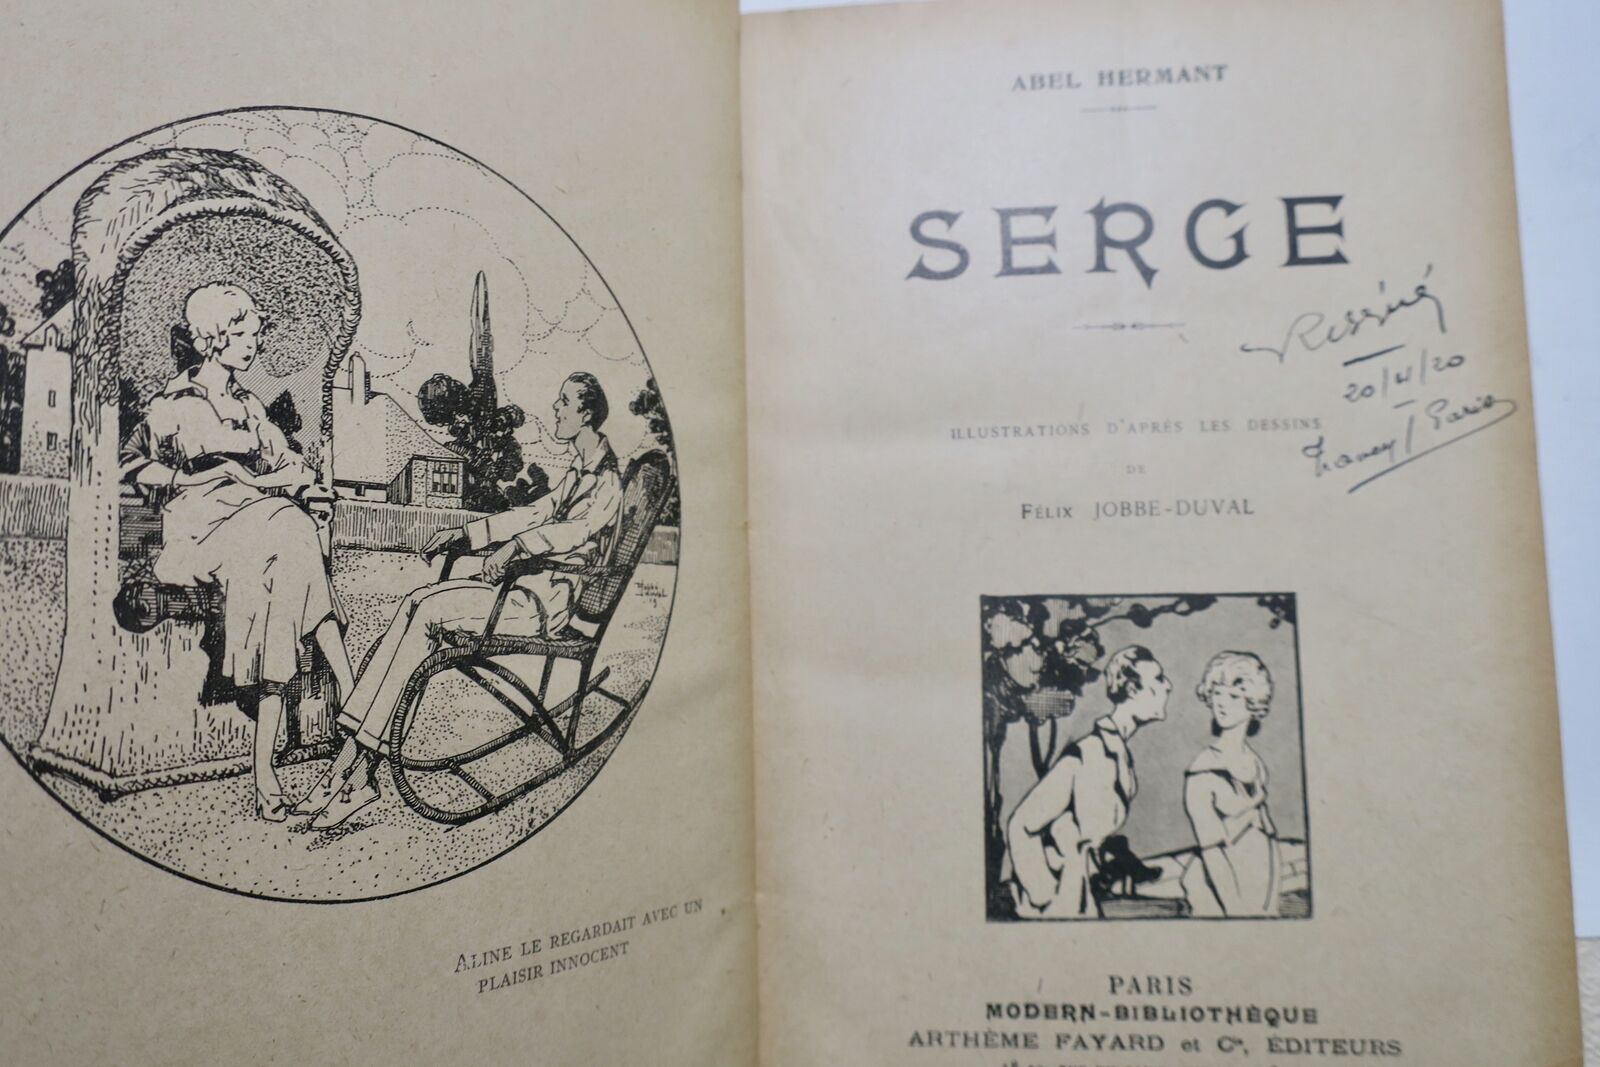 ALINE LE REGARDAIT AVEC UN
PLAISIR INNOCENT
ABEL HERMANT
SERGE
20/4/20
Paris
ILLUSTRATIONS D'APRÈS LES DESSINS
DE
FÉLIX JOBBE-DUVAL
PARIS
MODERN-BIBLIOTHÈQUE
ARTHÈME FAYARD et Cie, ÉDITEURS